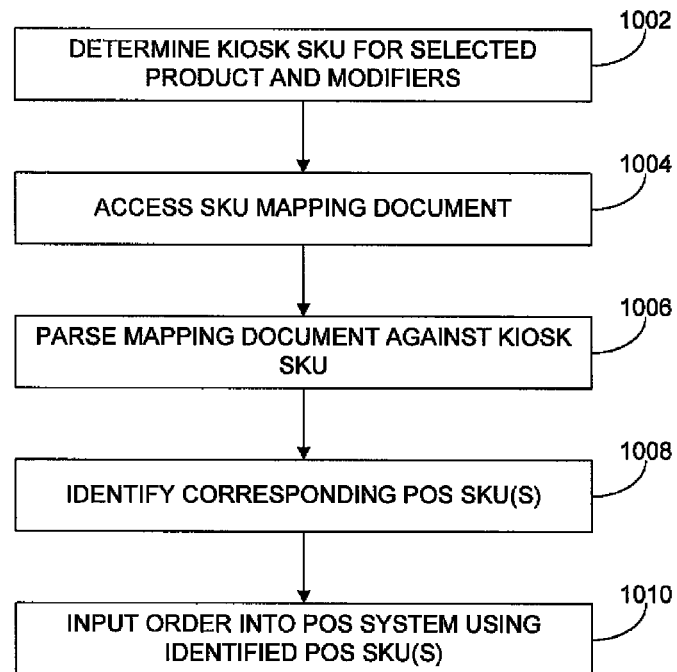 1002
DETERMINE KIOSK SKU FOR SELECTED
PRODUCT AND MODIFIERS
1004
ACCESS SKU MAPPING DOCUMENT
1006
PARSE MAPPING DOCUMENT AGAINST KIOSK
SKU
1008
IDENTIFY CORRESPONDING POS SKU(S)
1010
INPUT ORDER INTO POS SYSTEM USING
IDENTIFIED POS SKU(S)